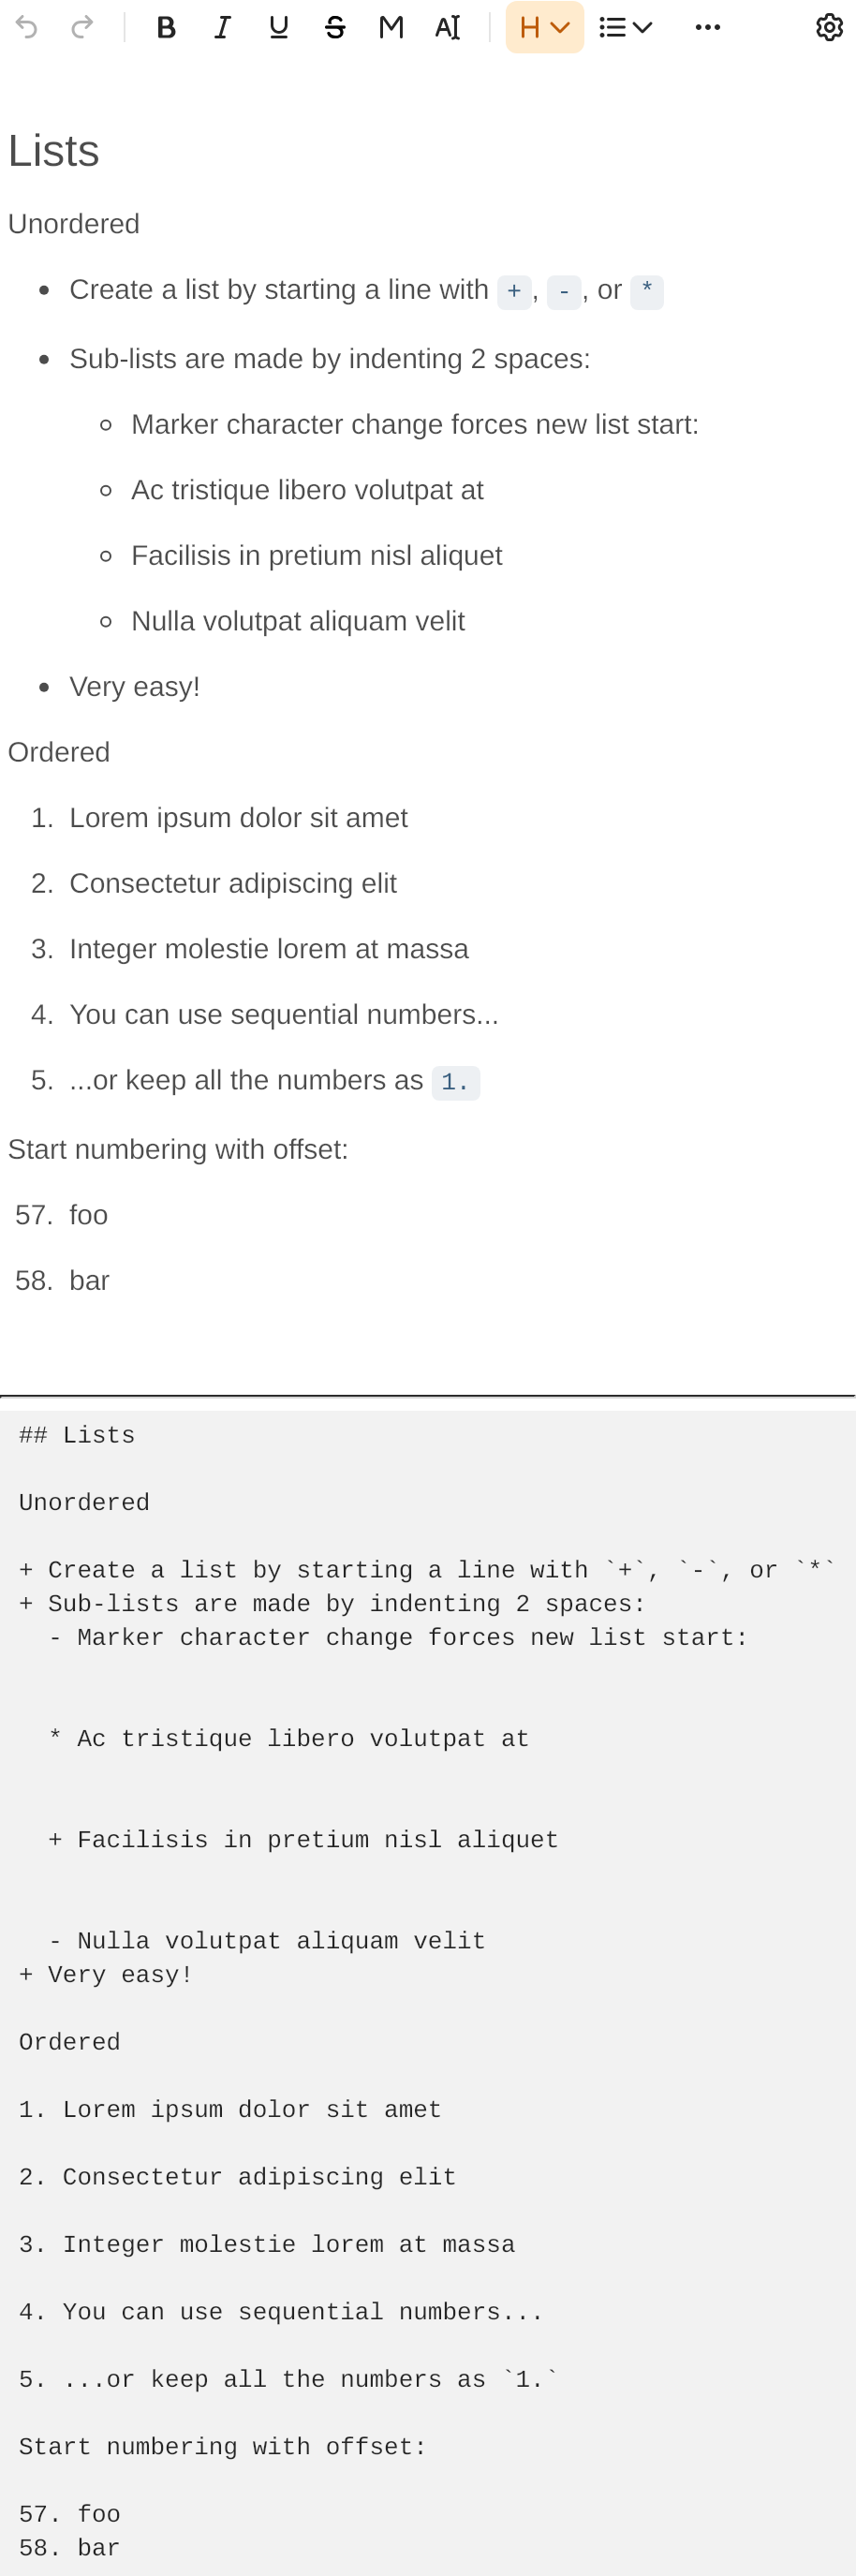 B I U S M A H
Lists
Unordered
• Create a list by starting a line with +, -, or *
• Sub-lists are made by indenting 2 spaces:
◦ Marker character change forces new list start:
◦ Ac tristique libero volutpat at
◦ Facilisis in pretium nisl aliquet
◦ Nulla volutpat aliquam velit
• Very easy!
Ordered
1. Lorem ipsum dolor sit amet
2. Consectetur adipiscing elit
3. Integer molestie lorem at massa
4. You can use sequential numbers...
5. ...or keep all the numbers as 1.
Start numbering with offset:
57. foo
58. bar
## Lists
Unordered
+ Create a list by starting a line with `+`, `-`, or `*`
+ Sub-lists are made by indenting 2 spaces:
  - Marker character change forces new list start:
  * Ac tristique libero volutpat at
  + Facilisis in pretium nisl aliquet
  - Nulla volutpat aliquam velit
+ Very easy!
Ordered
1. Lorem ipsum dolor sit amet
2. Consectetur adipiscing elit
3. Integer molestie lorem at massa
4. You can use sequential numbers...
5. ...or keep all the numbers as `1.`
Start numbering with offset:
57. foo
58. bar